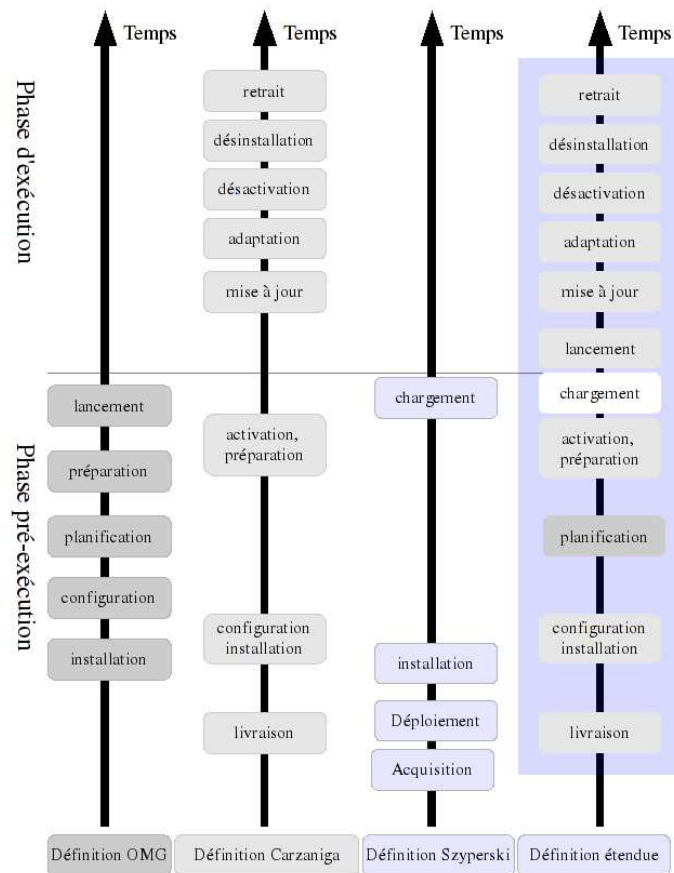 Temps
Temps
Temps
Temps
Phase d'exécution
Phase pré-exécution
lancement
préparation
planification
configuration
installation
Définition OMG
retrait
désinstallation
désactivation
adaptation
mise à jour
activation,
préparation
configuration
installation
livraison
Définition Carzaniga
chargement
installation
Déploiement
Acquisition
Définition Szyperski
retrait
désinstallation
désactivation
adaptation
mise à jour
lancement
chargement
activation,
préparation
planification
configuration
installation
livraison
Définition étendue